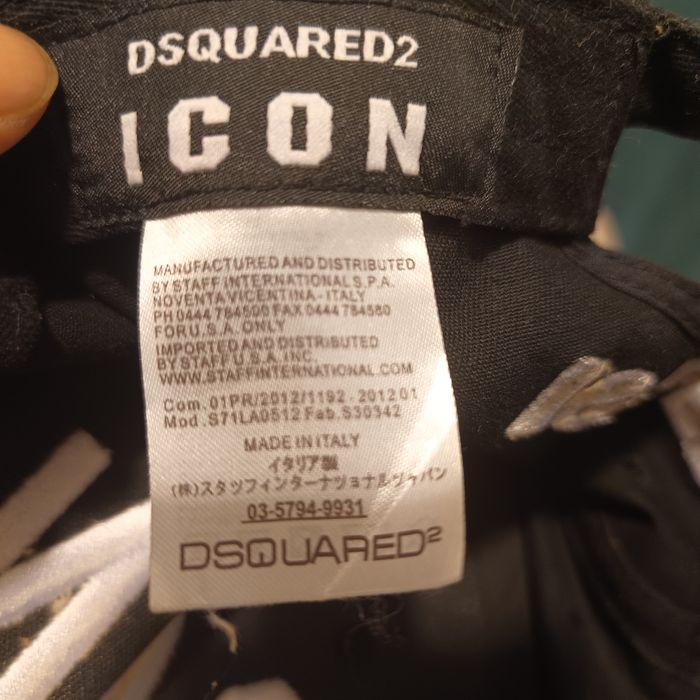 DSQUARED2
ICON
MANUFACTURED AND DISTRIBUTED
BY STAFF INTERNATIONAL S.P.A.
NOVENTA VICENTINA - ITALY
PH 0444 784500 FAX 0444 784580
FOR U.S.A. ONLY
IMPORTED AND DISTRIBUTED
BY STAFF U.S.A. INC.
WWW.STAFFINTERNATIONAL.COM
Com. 01PR/2012/1192 - 2012 01
Mod. S71LA0512 Fab. S30342
MADE IN ITALY
イタリア製
(株)スタッフィンターナツョナルヅャパン
03-5794-9931
DSQUARED2